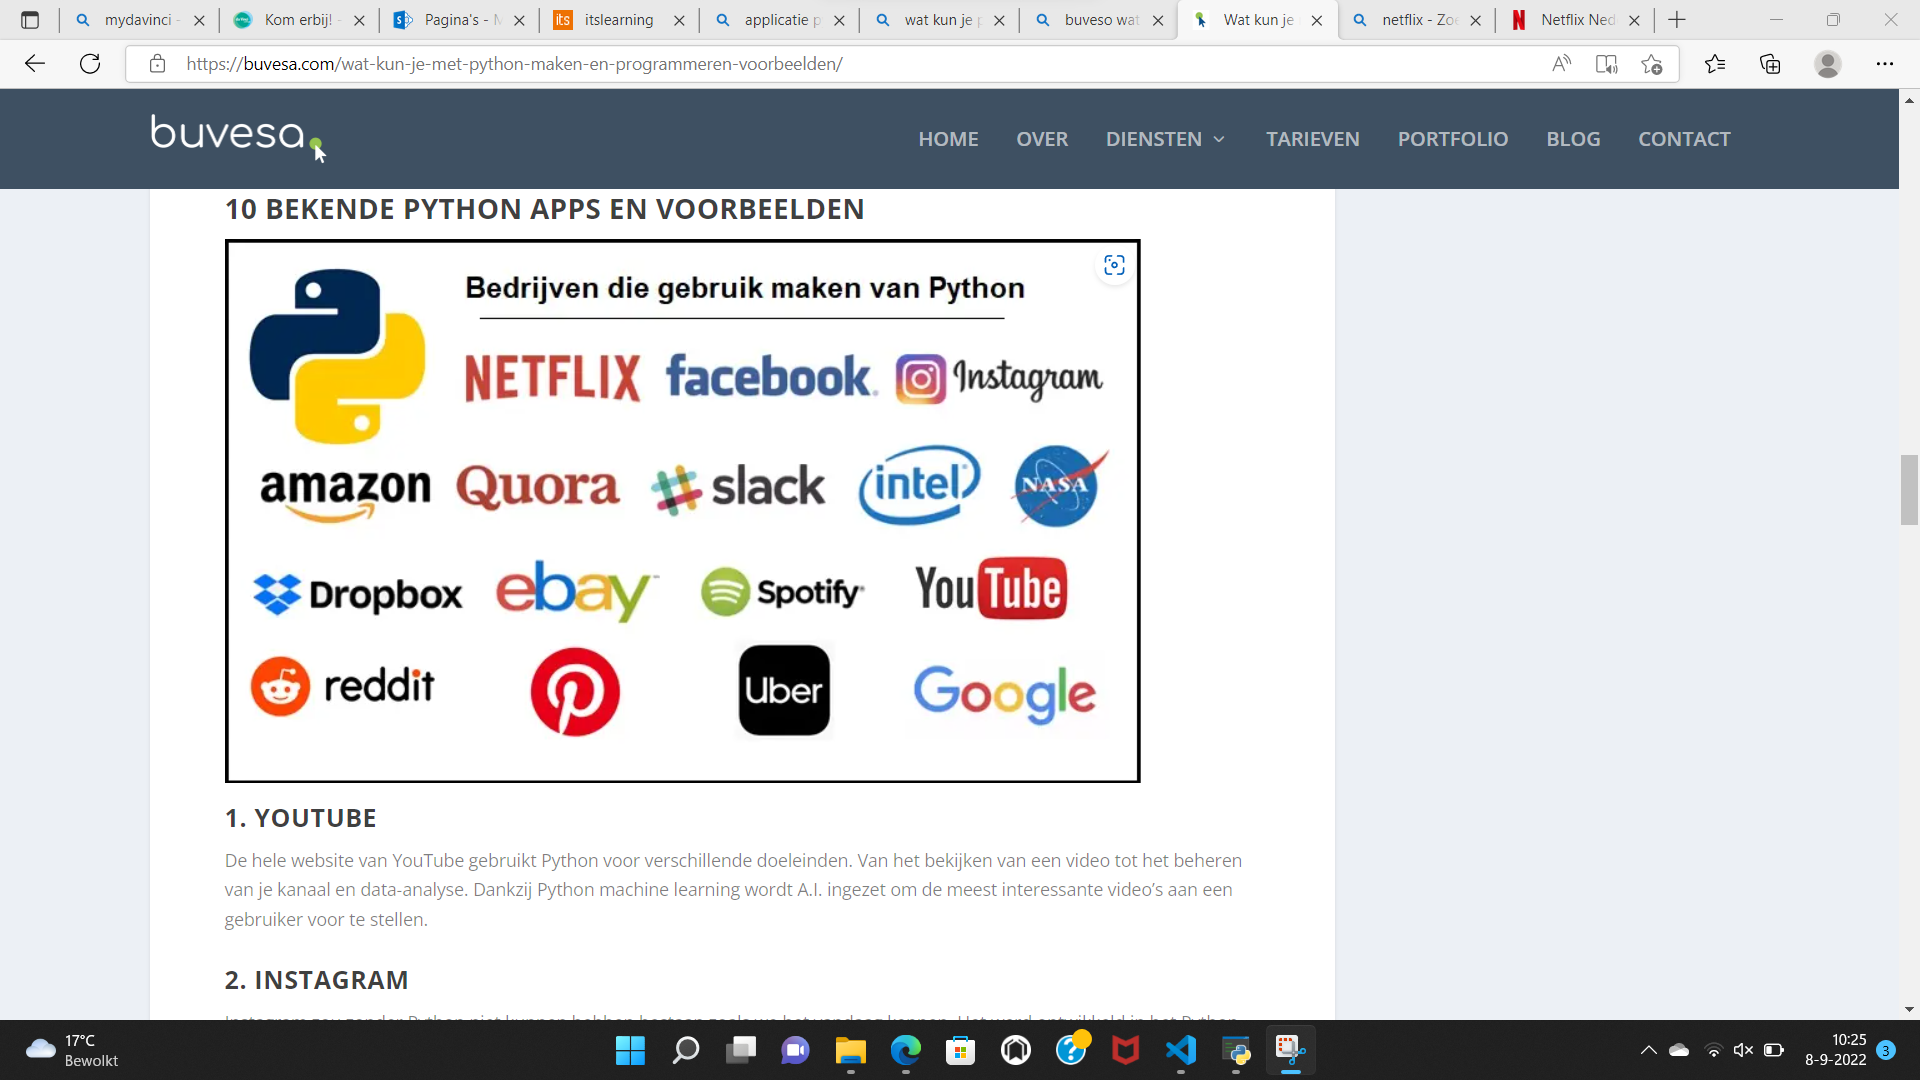 mydavinci -
Kom erbij! -
Pagina's - M
its
itslearning
applicatie p
wat kun je p
buveso wat
Wat kun je
netflix - Zoe
Netflix Ned
https://buvesa.com/wat-kun-je-met-python-maken-en-programmeren-voorbeelden/
buvesa
HOME OVER DIENSTEN TARIEVEN PORTFOLIO BLOG CONTACT
10 BEKENDE PYTHON APPS EN VOORBEELDEN
Bedrijven die gebruik maken van Python
NETFLIX facebook Instagram
amazon Quora slack intel NASA
Dropbox ebay Spotify YouTube
reddit Uber Google
1. YOUTUBE
De hele website van YouTube gebruikt Python voor verschillende doeleinden. Van het bekijken van een video tot het beheren
van je kanaal en data-analyse. Dankzij Python machine learning wordt A.I. ingezet om de meest interessante video’s aan een
gebruiker voor te stellen.
2. INSTAGRAM
17°C
Bewolkt
10:25
8-9-2022
3